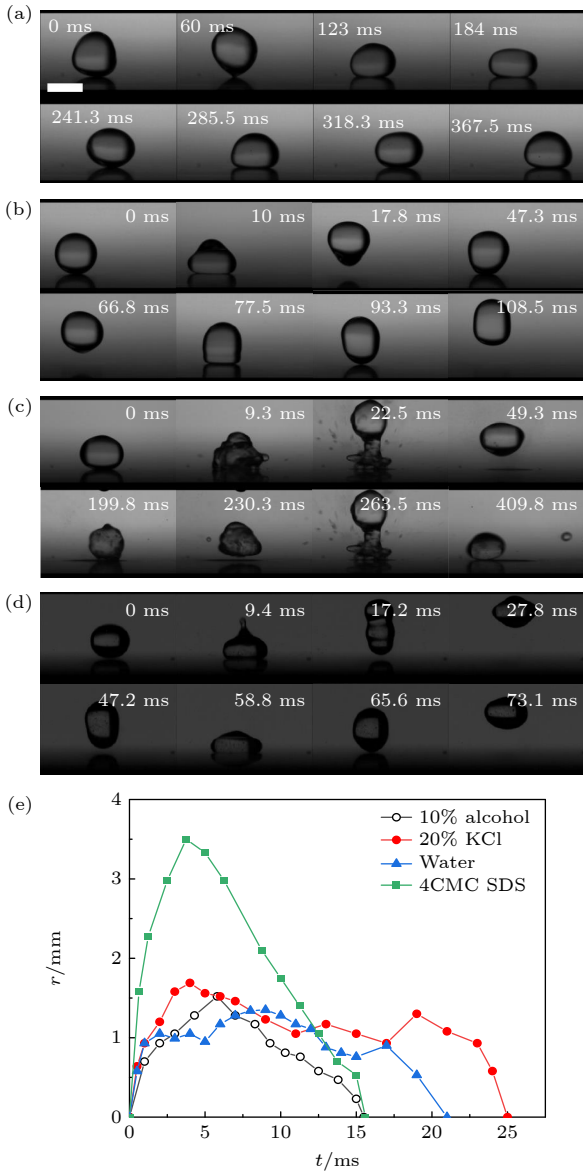 (a)
0 ms 60 ms 123 ms 184 ms
241.3 ms 285.5 ms 318.3 ms 367.5 ms
(b)
0 ms 10 ms 17.8 ms 47.3 ms
66.8 ms 77.5 ms 93.3 ms 108.5 ms
(c)
0 ms 9.3 ms 22.5 ms 49.3 ms
199.8 ms 230.3 ms 263.5 ms 409.8 ms
(d)
0 ms 9.4 ms 17.2 ms 27.8 ms
47.2 ms 58.8 ms 65.6 ms 73.1 ms
(e)
4
3
2
1
0
r/mm
10% alcohol
20% KCl
Water
4CMC SDS
0 5 10 15 20 25
t/ms